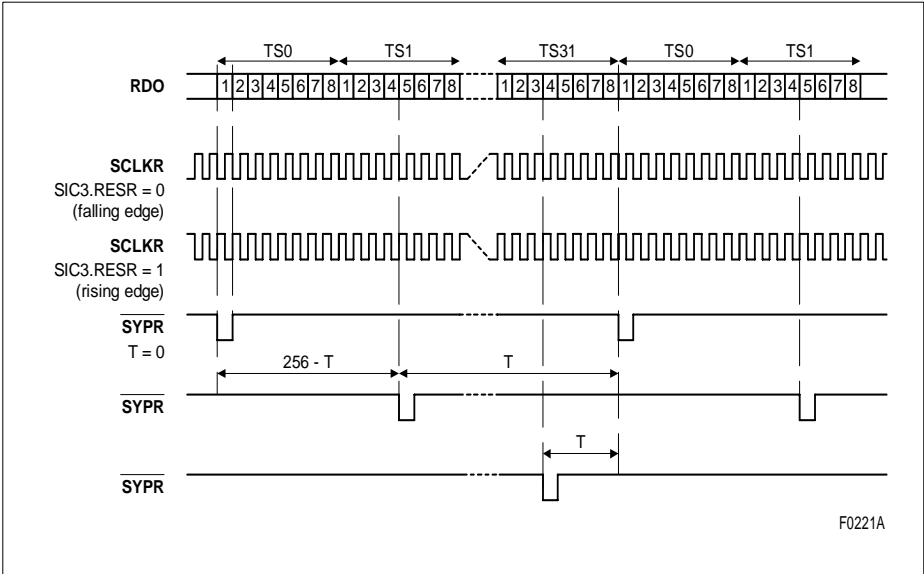 TS0 TS1 TS31 TS0 TS1
RDO 1 2 3 4 5 6 7 8 1 2 3 4 5 6 7 8 1 2 3 4 5 6 7 8 1 2 3 4 5 6 7 8 1 2 3 4 5 6 7 8
SCLKR
SIC3.RESR = 0
(falling edge)
SCLKR
SIC3.RESR = 1
(rising edge)
SYPR
T = 0
256 - T T
SYPR
T
SYPR
F0221A